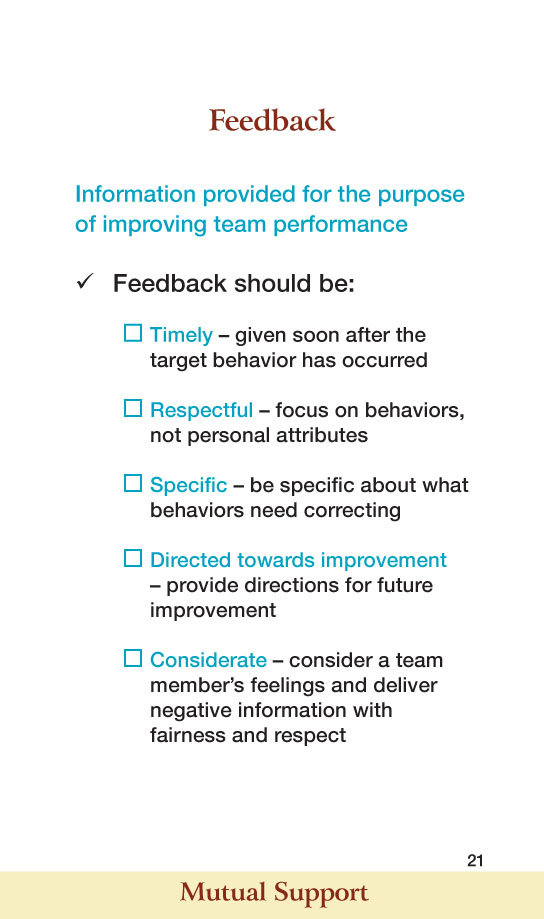 Feedback
Information provided for the purpose
of improving team performance
✓ Feedback should be:
☐ Timely – given soon after the
target behavior has occurred
☐ Respectful – focus on behaviors,
not personal attributes
☐ Specific – be specific about what
behaviors need correcting
☐ Directed towards improvement
– provide directions for future
improvement
☐ Considerate – consider a team
member’s feelings and deliver
negative information with
fairness and respect
21
Mutual Support